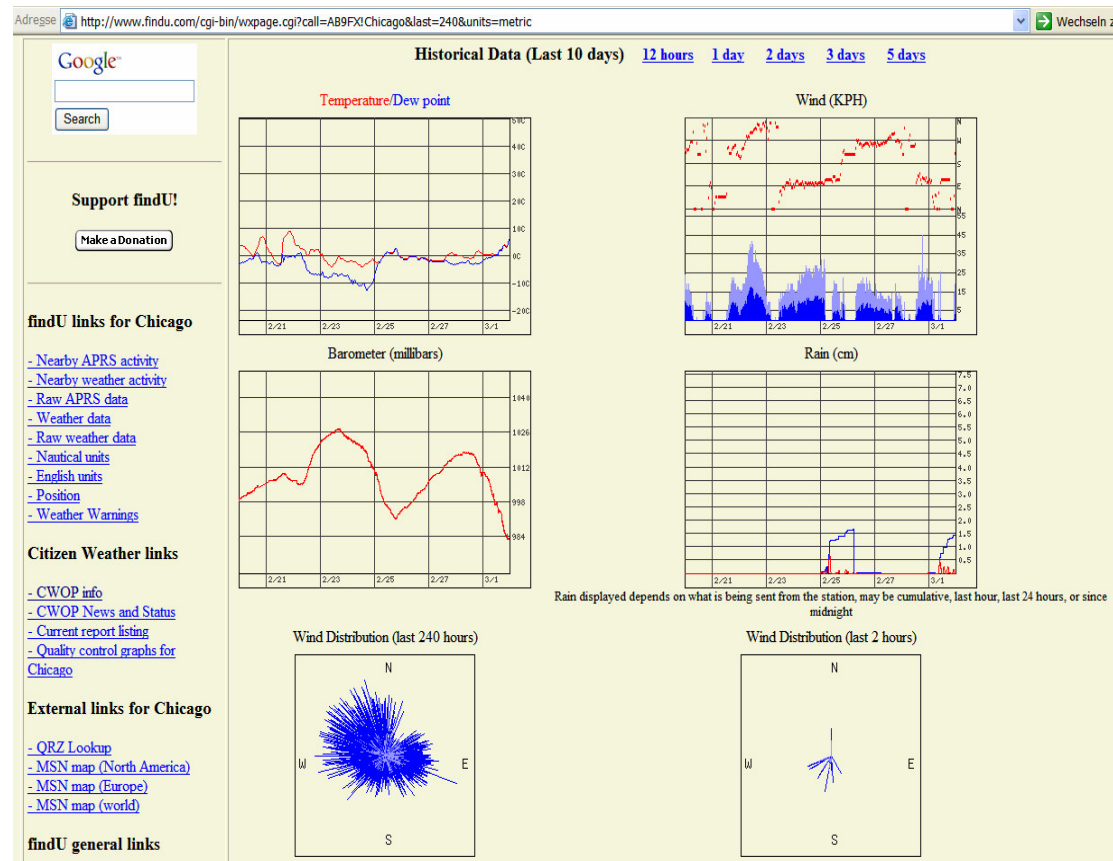 Adresse http://www.findu.com/cgi-bin/wxpage.cgi?call=AB9FX!Chicago&last=240&units=metric Wechseln z
Google
Search
Support findU!
Make a Donation
findU links for Chicago
- Nearby APRS activity
- Nearby weather activity
- Raw APRS data
- Weather data
- Raw weather data
- Nautical units
- English units
- Position
- Weather Warnings
Citizen Weather links
- CWOP info
- CWOP News and Status
- Current report listing
- Quality control graphs for
Chicago
External links for Chicago
- QRZ Lookup
- MSN map (North America)
- MSN map (Europe)
- MSN map (world)
findU general links
Historical Data (Last 10 days) 12 hours 1 day 2 days 3 days 5 days
Temperature/Dew point
50C
40C
30C
20C
10C
0C
-10C
-20C
2/21 2/23 2/25 2/27 3/1
Wind (KPH)
N
W
S
E
N
55
45
35
25
15
5
2/21 2/23 2/25 2/27 3/1
Barometer (millibars)
1040
1026
1012
998
984
2/21 2/23 2/25 2/27 3/1
Rain (cm)
7.5
7.0
6.5
6.0
5.5
5.0
4.5
4.0
3.5
3.0
2.5
2.0
1.5
1.0
0.5
2/21 2/23 2/25 2/27 3/1
Rain displayed depends on what is being sent from the station, may be cumulative, last hour, last 24 hours, or since
midnight
Wind Distribution (last 240 hours)
N
W E
S
Wind Distribution (last 2 hours)
N
W E
S